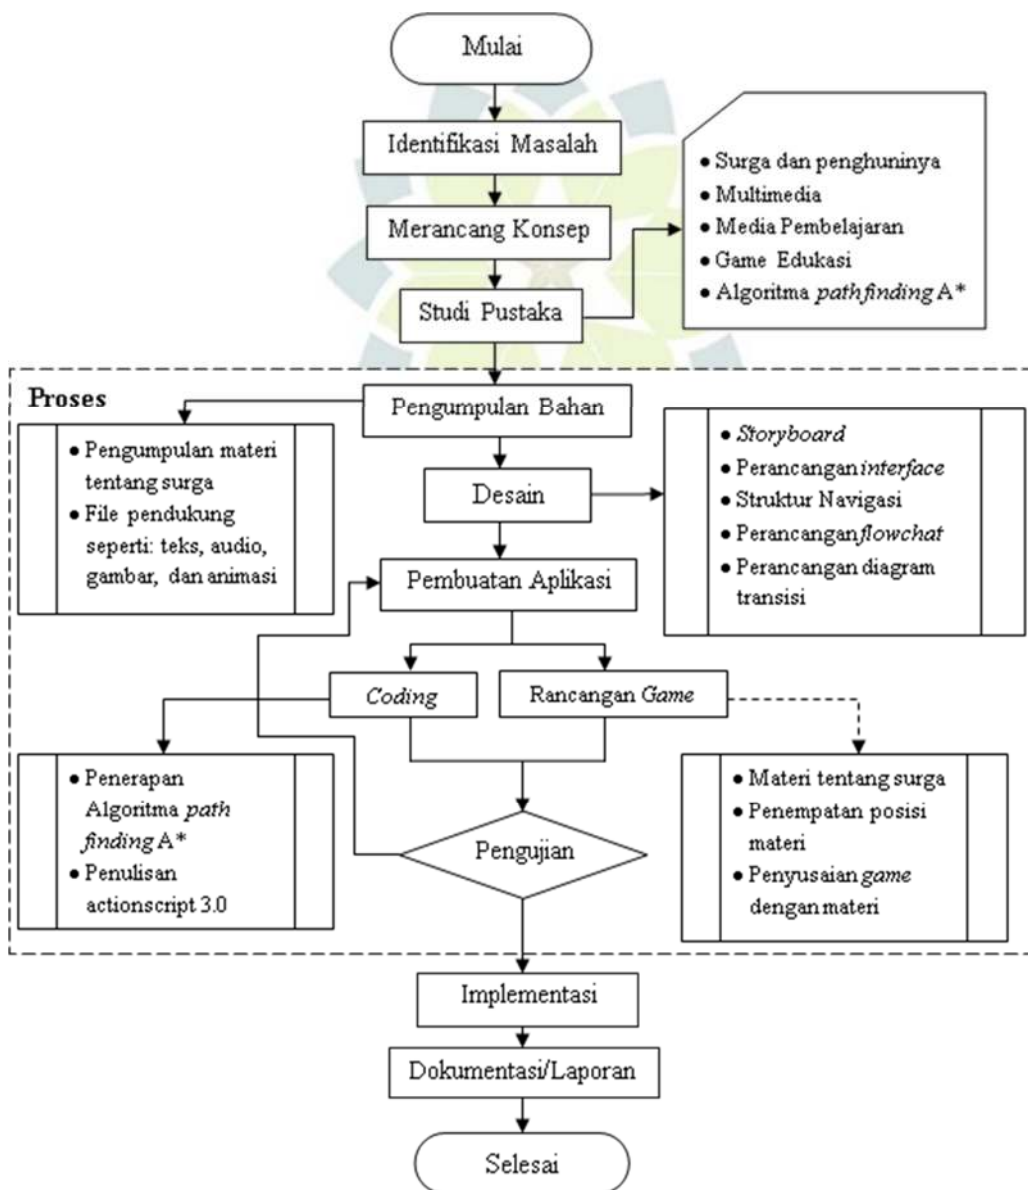 Mulai
Identifikasi Masalah
Merancang Konsep
Studi Pustaka
● Surga dan penghuninya
● Multimedia
● Media Pembelajaran
● Game Edukasi
● Algoritma path finding A*
Proses
Pengumpulan Bahan
● Pengumpulan materi
tentang surga
● File pendukung
seperti: teks, audio,
gambar, dan animasi
Desain
● Storyboard
● Perancangan interface
● Struktur Navigasi
● Perancangan flowchat
● Perancangan diagram
transisi
Pembuatan Aplikasi
Coding
Rancangan Game
● Penerapan
Algoritma path
finding A*
● Penulisan
actionscript 3.0
● Materi tentang surga
● Penempatan posisi
materi
● Penyusaian game
dengan materi
Pengujian
Implementasi
Dokumentasi/Laporan
Selesai